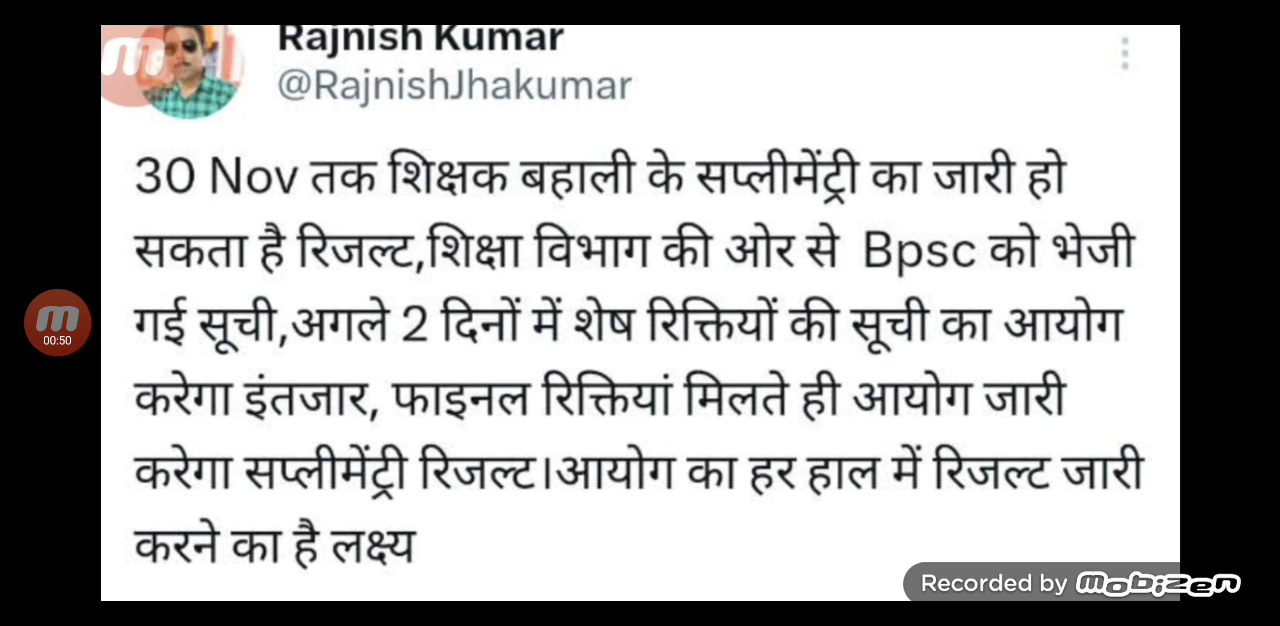 Rajnish Kumar
@RajnishJhakumar
30 Nov तक शिक्षक बहाली के सप्लीमेंट्री का जारी हो
सकता है रिजल्ट,शिक्षा विभाग की ओर से Bpsc को भेजी
गई सूची,अगले 2 दिनों में शेष रिक्तियों की सूची का आयोग
करेगा इंतजार, फाइनल रिक्तियां मिलते ही आयोग जारी
करेगा सप्लीमेंट्री रिजल्ट।आयोग का हर हाल में रिजल्ट जारी
करने का है लक्ष्य
00:50
Recorded by Mobizen